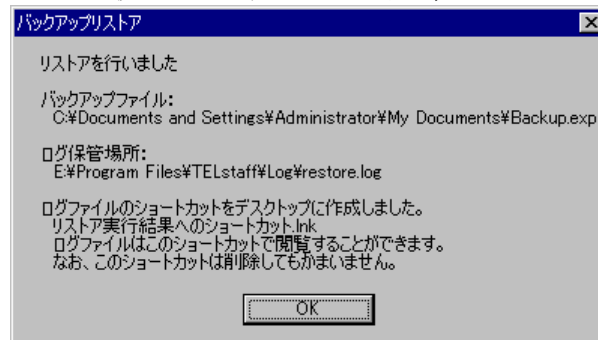 バックアップリストア
リストアを行いました
バックアップファイル:
C:¥Documents and Settings¥Administrator¥My Documents¥Backup.exp
ログ保管場所:
E:¥Program Files¥TELstaff¥Log¥restore.log
ログファイルのショートカットをデスクトップに作成しました。
リストア実行結果へのショートカット.lnk
ログファイルはこのショートカットで閲覧することができます。
なお、このショートカットは削除してもかまいません。
OK